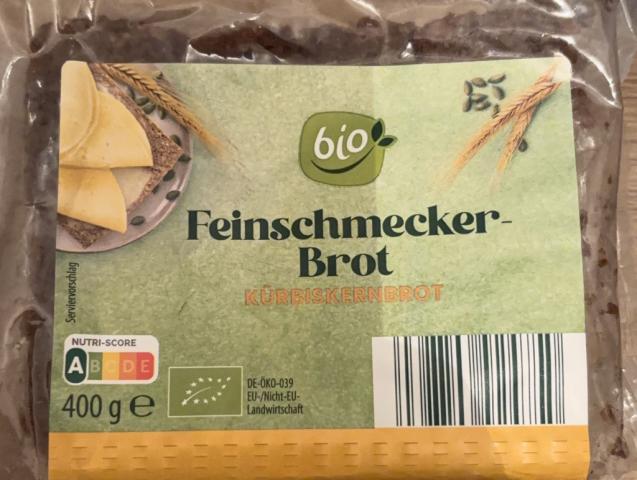 bio
Feinschmecker-
Brot
KÜRBISKERNBROT
Serviervorschlag
NUTRI-SCORE
A B C D E
400 g e
DE-ÖKO-039
EU-/Nicht-EU-
Landwirtschaft